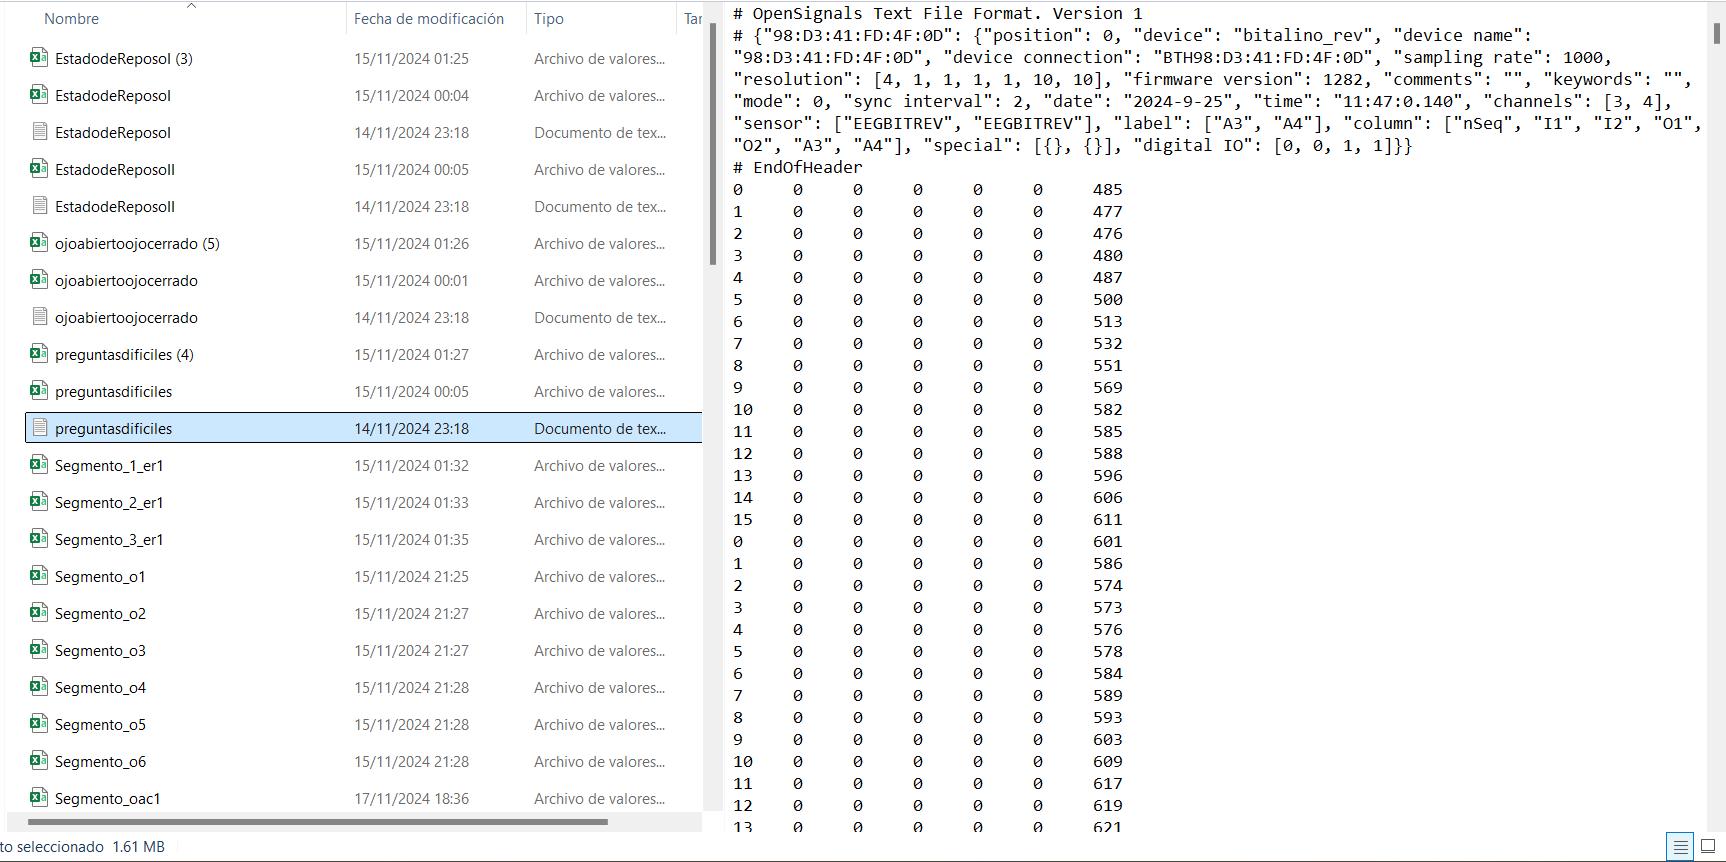 Nombre	Fecha de modificación	Tipo	Tar
EstadodeReposoI (3)	15/11/2024 01:25	Archivo de valores...
EstadodeReposoI	15/11/2024 00:04	Archivo de valores...
EstadodeReposoI	14/11/2024 23:18	Documento de tex...
EstadodeReposoII	15/11/2024 00:05	Archivo de valores...
EstadodeReposoII	14/11/2024 23:18	Documento de tex...
ojoabiertoojocerrado (5)	15/11/2024 01:26	Archivo de valores...
ojoabiertoojocerrado	15/11/2024 00:01	Archivo de valores...
ojoabiertoojocerrado	14/11/2024 23:18	Documento de tex...
preguntasdificiles (4)	15/11/2024 01:27	Archivo de valores...
preguntasdificiles	15/11/2024 00:05	Archivo de valores...
preguntasdificiles	14/11/2024 23:18	Documento de tex...
Segmento_1_er1	15/11/2024 01:32	Archivo de valores...
Segmento_2_er1	15/11/2024 01:33	Archivo de valores...
Segmento_3_er1	15/11/2024 01:35	Archivo de valores...
Segmento_o1	15/11/2024 21:25	Archivo de valores...
Segmento_o2	15/11/2024 21:27	Archivo de valores...
Segmento_o3	15/11/2024 21:27	Archivo de valores...
Segmento_o4	15/11/2024 21:28	Archivo de valores...
Segmento_o5	15/11/2024 21:28	Archivo de valores...
Segmento_o6	15/11/2024 21:28	Archivo de valores...
Segmento_oac1	17/11/2024 18:36	Archivo de valores...
to seleccionado 1.61 MB
# OpenSignals Text File Format. Version 1
# {"98:D3:41:FD:4F:0D": {"position": 0, "device": "bitalino_rev", "device name":
"98:D3:41:FD:4F:0D", "device connection": "BTH98:D3:41:FD:4F:0D", "sampling rate": 1000,
"resolution": [4, 1, 1, 1, 1, 10, 10], "firmware version": 1282, "comments": "", "keywords": "",
"mode": 0, "sync interval": 2, "date": "2024-9-25", "time": "11:47:0.140", "channels": [3, 4],
"sensor": ["EEGBITREV", "EEGBITREV"], "label": ["A3", "A4"], "column": ["nSeq", "I1", "I2", "O1",
"O2", "A3", "A4"], "special": [{}, {}], "digital IO": [0, 0, 1, 1]}}
# EndOfHeader
0	0	0	0	0	0	485
1	0	0	0	0	0	477
2	0	0	0	0	0	476
3	0	0	0	0	0	480
4	0	0	0	0	0	487
5	0	0	0	0	0	500
6	0	0	0	0	0	513
7	0	0	0	0	0	532
8	0	0	0	0	0	551
9	0	0	0	0	0	569
10	0	0	0	0	0	582
11	0	0	0	0	0	585
12	0	0	0	0	0	588
13	0	0	0	0	0	596
14	0	0	0	0	0	606
15	0	0	0	0	0	611
0	0	0	0	0	0	601
1	0	0	0	0	0	586
2	0	0	0	0	0	574
3	0	0	0	0	0	573
4	0	0	0	0	0	576
5	0	0	0	0	0	578
6	0	0	0	0	0	584
7	0	0	0	0	0	589
8	0	0	0	0	0	593
9	0	0	0	0	0	603
10	0	0	0	0	0	609
11	0	0	0	0	0	617
12	0	0	0	0	0	619
13	0	0	0	0	0	621